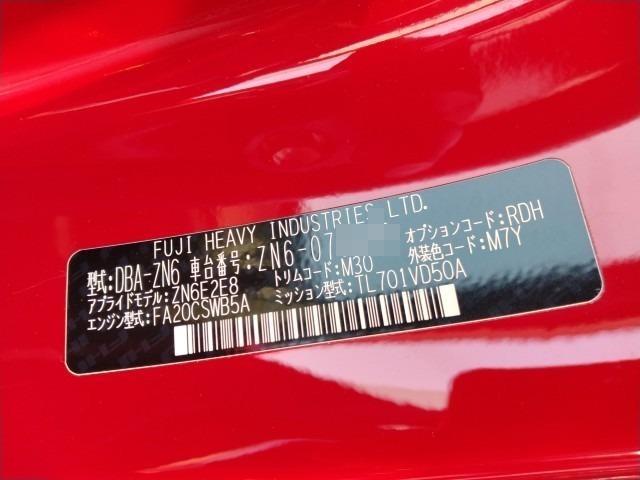 FUJI HEAVY INDUSTRIES LTD.
型式:DBA-ZN6 車台番号:ZN6-07 オプションコード:RDH
アプライドモデル:ZN6E2E8 トリムコード:M30 外装色コード:M7Y
エンジン型式:FA20CSWB5A ミッション型式:TL701VD50A